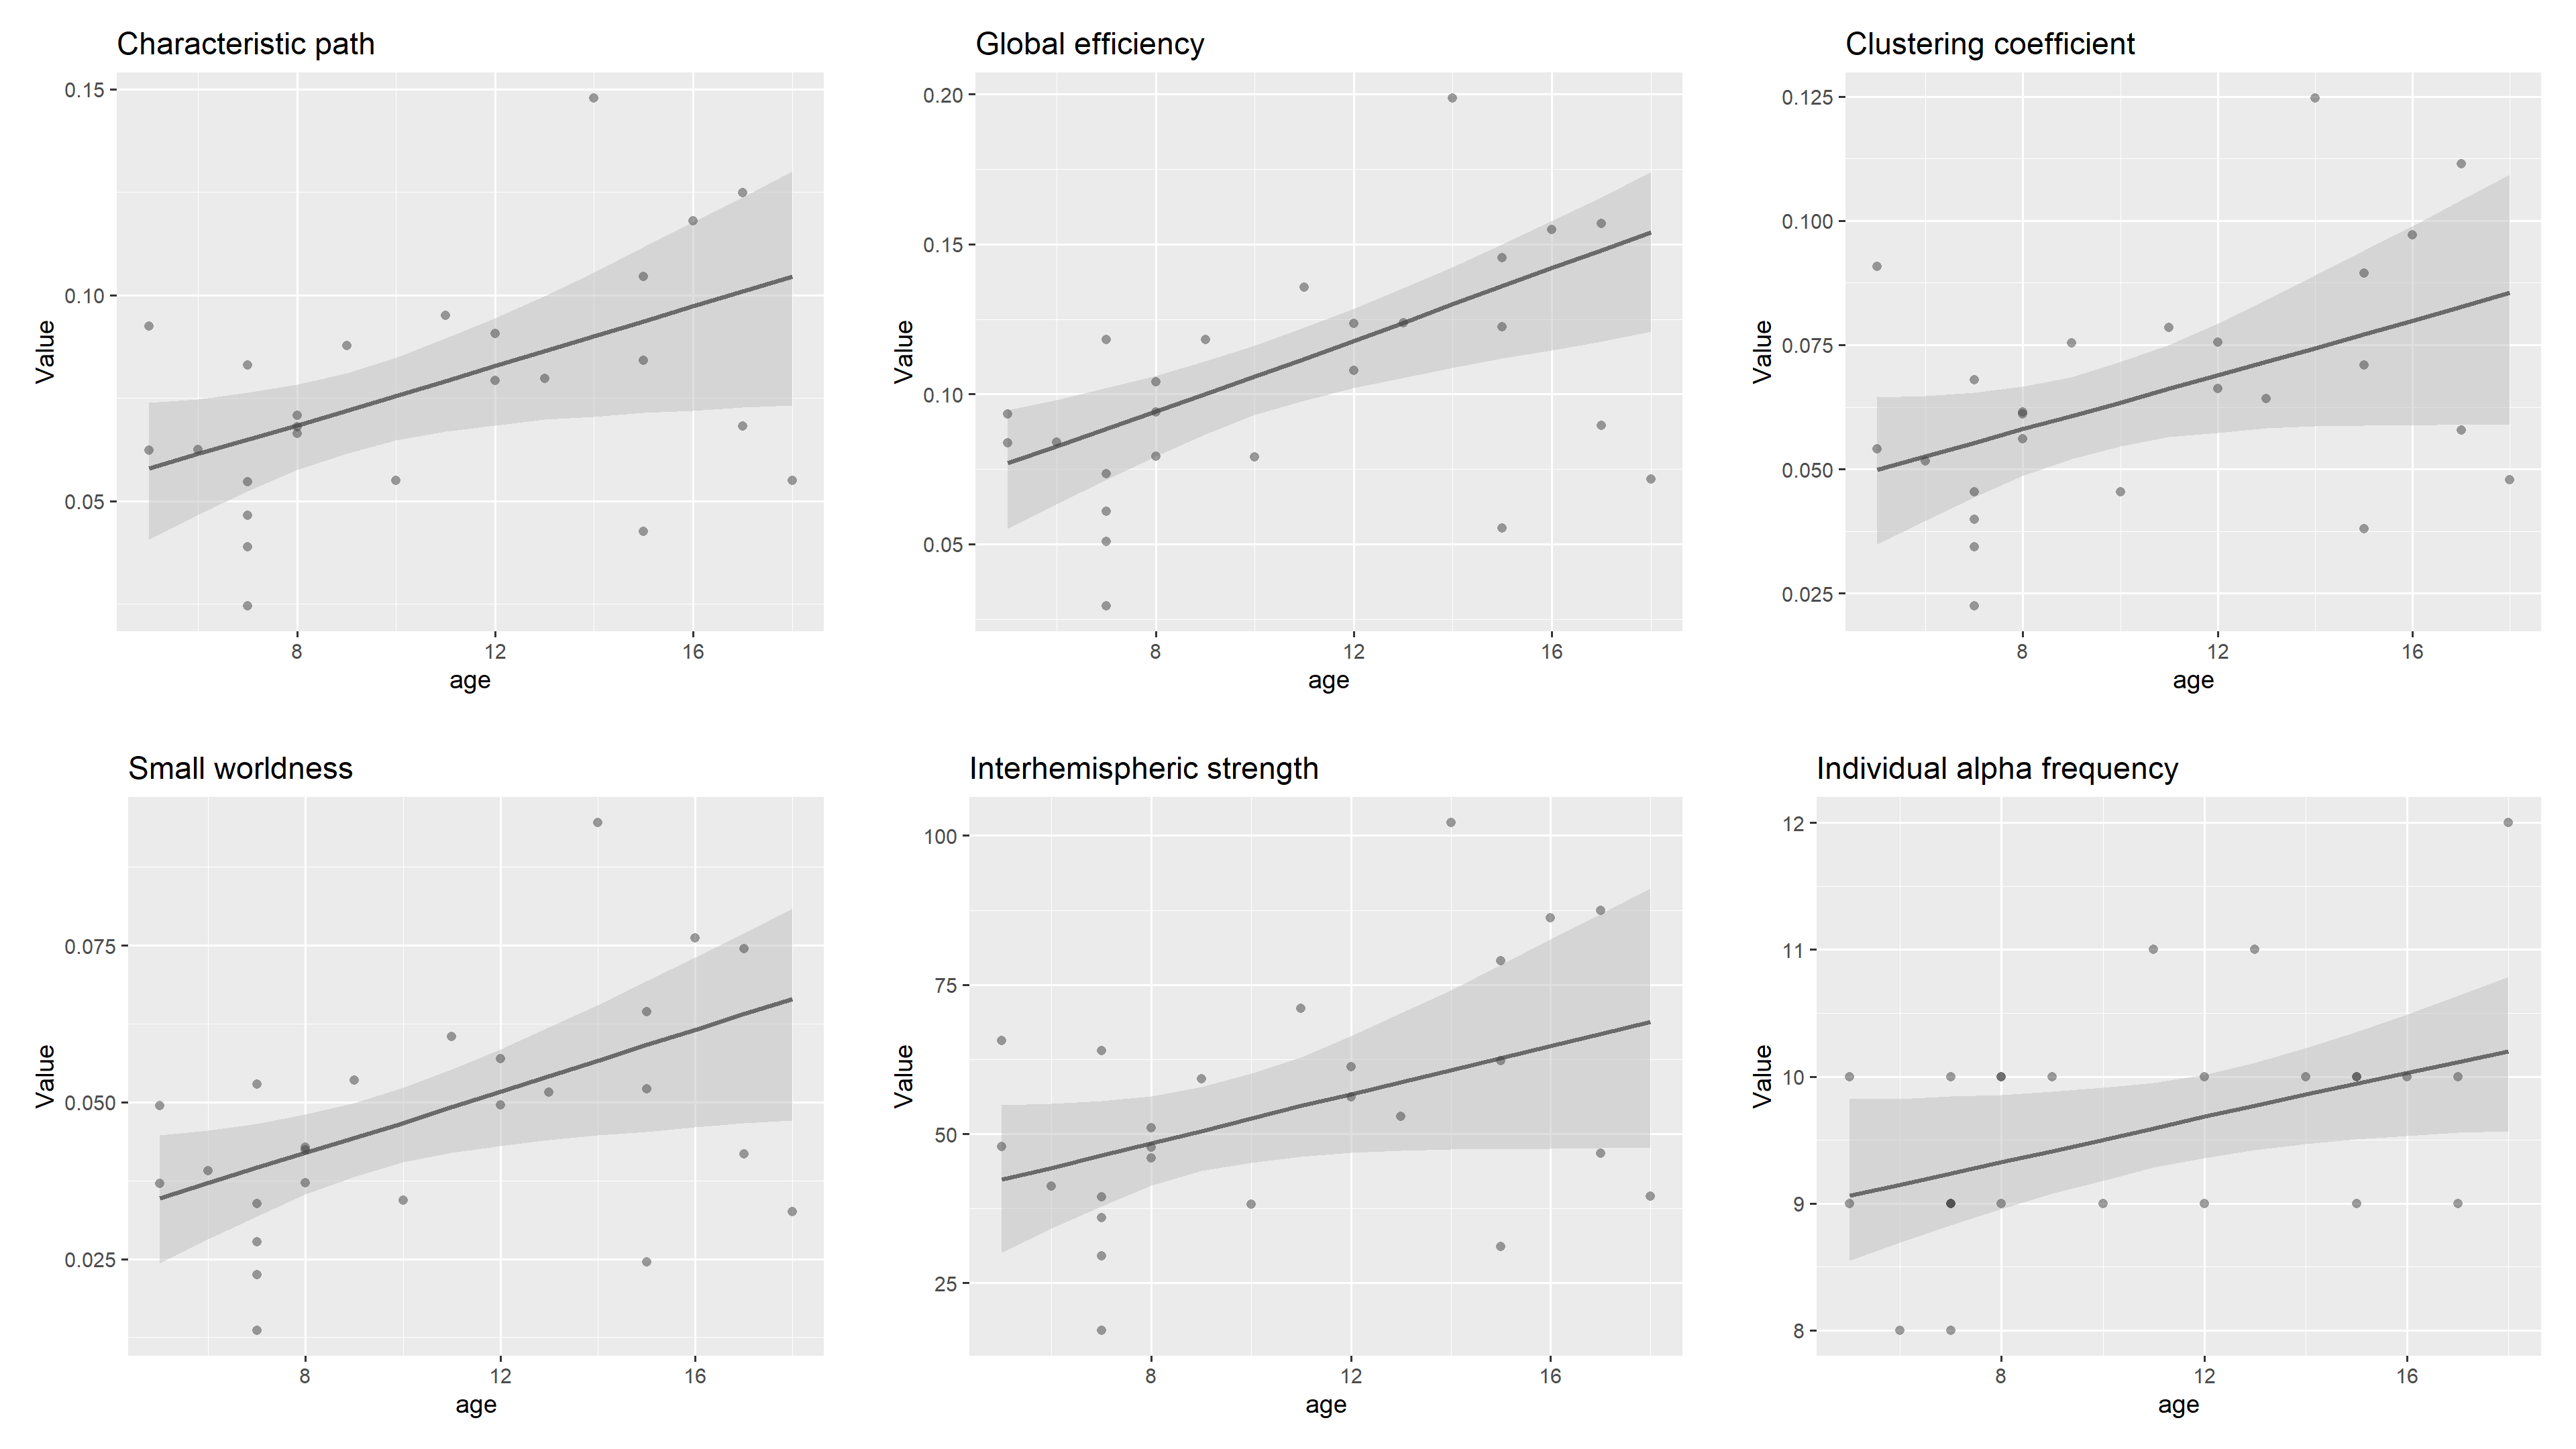 Characteristic path
0.15
0.10
0.05
Value
8 12 16
age
Global efficiency
0.20
0.15
0.10
0.05
Value
8 12 16
age
Clustering coefficient
0.125
0.100
0.075
0.050
0.025
Value
8 12 16
age
Small worldness
0.075
0.050
0.025
Value
8 12 16
age
Interhemispheric strength
100
75
50
25
Value
8 12 16
age
Individual alpha frequency
12
11
10
9
8
Value
8 12 16
age